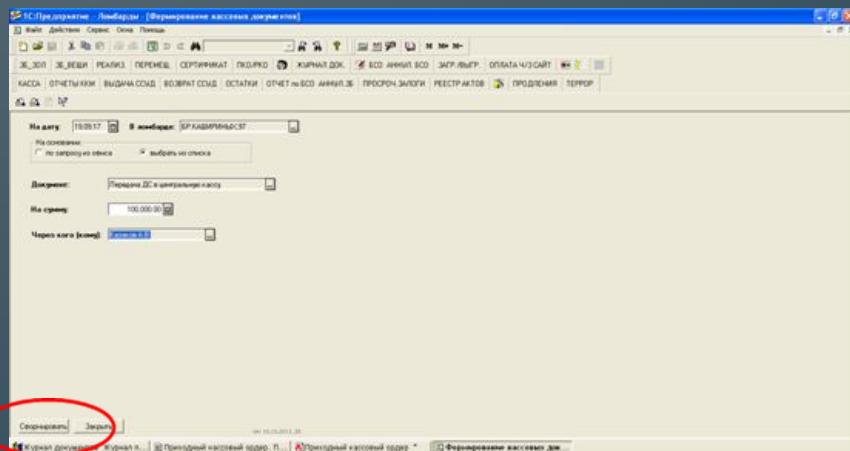 1С:Предприятие - Ломбарды - [Формирование кассовых документов]
Файл Действия Сервис Окна Помощь
М М+ М-
ЗБ_ЗОЛ ЗБ_ВЕЩИ РЕАЛИЗ. ПЕРЕМЕЩ. СЕРТИФИКАТ ПКО/РКО ЖУРНАЛ ДОК. БСО АННУЛ. БСО ЗАГР./ВЫГР. ОПЛАТА Ч/З САЙТ
КАССА ОТЧЕТЫ ККМ ВЫДАЧА ССУД ВОЗВРАТ ССУД ОСТАТКИ ОТЧЕТ по БСО АННУЛ. ЗБ ПРОСРОЧ. ЗАЛОГИ РЕЕСТР АКТОВ ПРОДЛЕНИЯ ТЕРРОР
На дату: 19.09.17 В ломбарде:
На основании:
по запросу из офиса выбрать из списка
Документ: Передача ДС в центральную кассу
На сумму: 100,000.00
Через кого (кому):
Сформировать Закрыть
Журнал документов Журнал п... Приходный кассовый ордер. П... Приходный кассовый ордер * Формирование кассовых док...